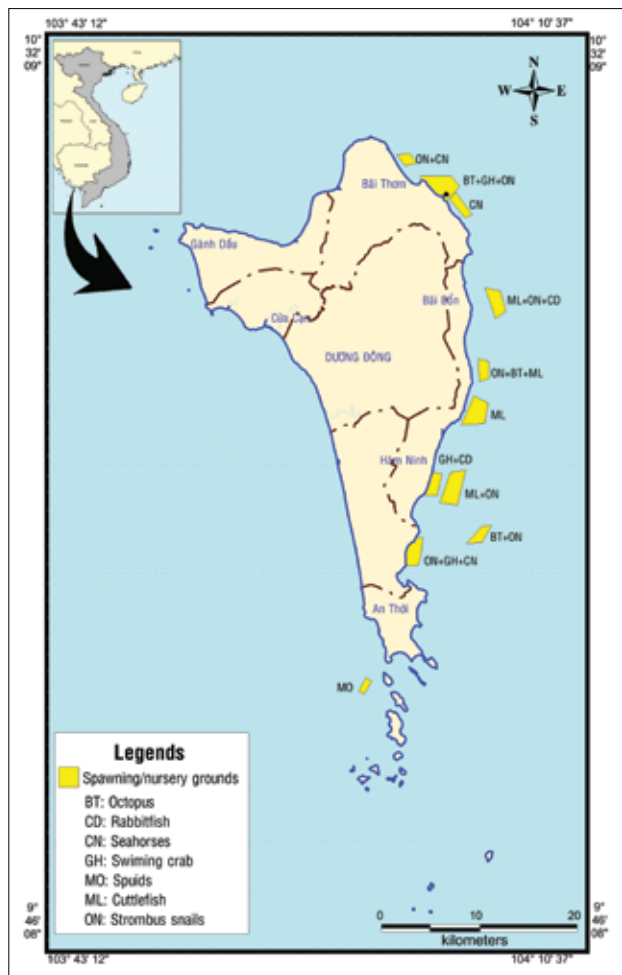 103° 43' 12"
104° 10' 37"
10°
32'
09"
10°
32'
09"
N
W E
S
ON+CN
BT+GH+ON
Bãi Thơm
CN
Gành Dầu
Bãi Bổn
ML+ON+CD
Cửa Cạn
DƯƠNG ĐÔNG
ON+BT+ML
ML
Hàm Ninh
GH+CD
ML+ON
BT+ON
ON+GH+CN
An Thới
MO
Legends
Spawning/nursery grounds
BT: Octopus
CD: Rabbitfish
CN: Seahorses
GH: Swiming crab
MO: Spuids
ML: Cuttlefish
ON: Strombus snails
9°
46'
08"
9°
46'
08"
0 10 20
kilometers
103° 43' 12"
104° 10' 37"